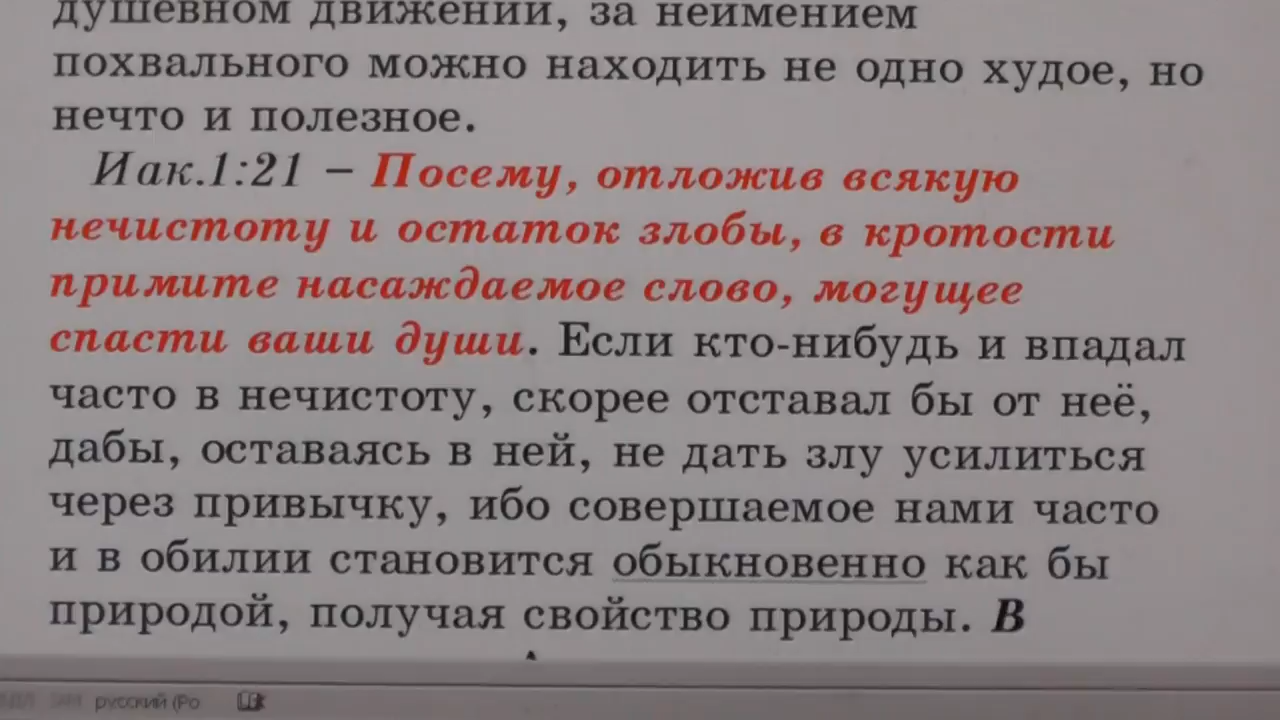 душевном движении, за неимением
похвального можно находить не одно худое, но
нечто и полезное.
Иак.1:21 – Посему, отложив всякую
нечистоту и остаток злобы, в кротости
примите насаждаемое слово, могущее
спасти ваши души. Если кто-нибудь и впадал
часто в нечистоту, скорее отставал бы от неё,
дабы, оставаясь в ней, не дать злу усилиться
через привычку, ибо совершаемое нами часто
и в обилии становится обыкновенно как бы
природой, получая свойство природы. В
русский (Ро